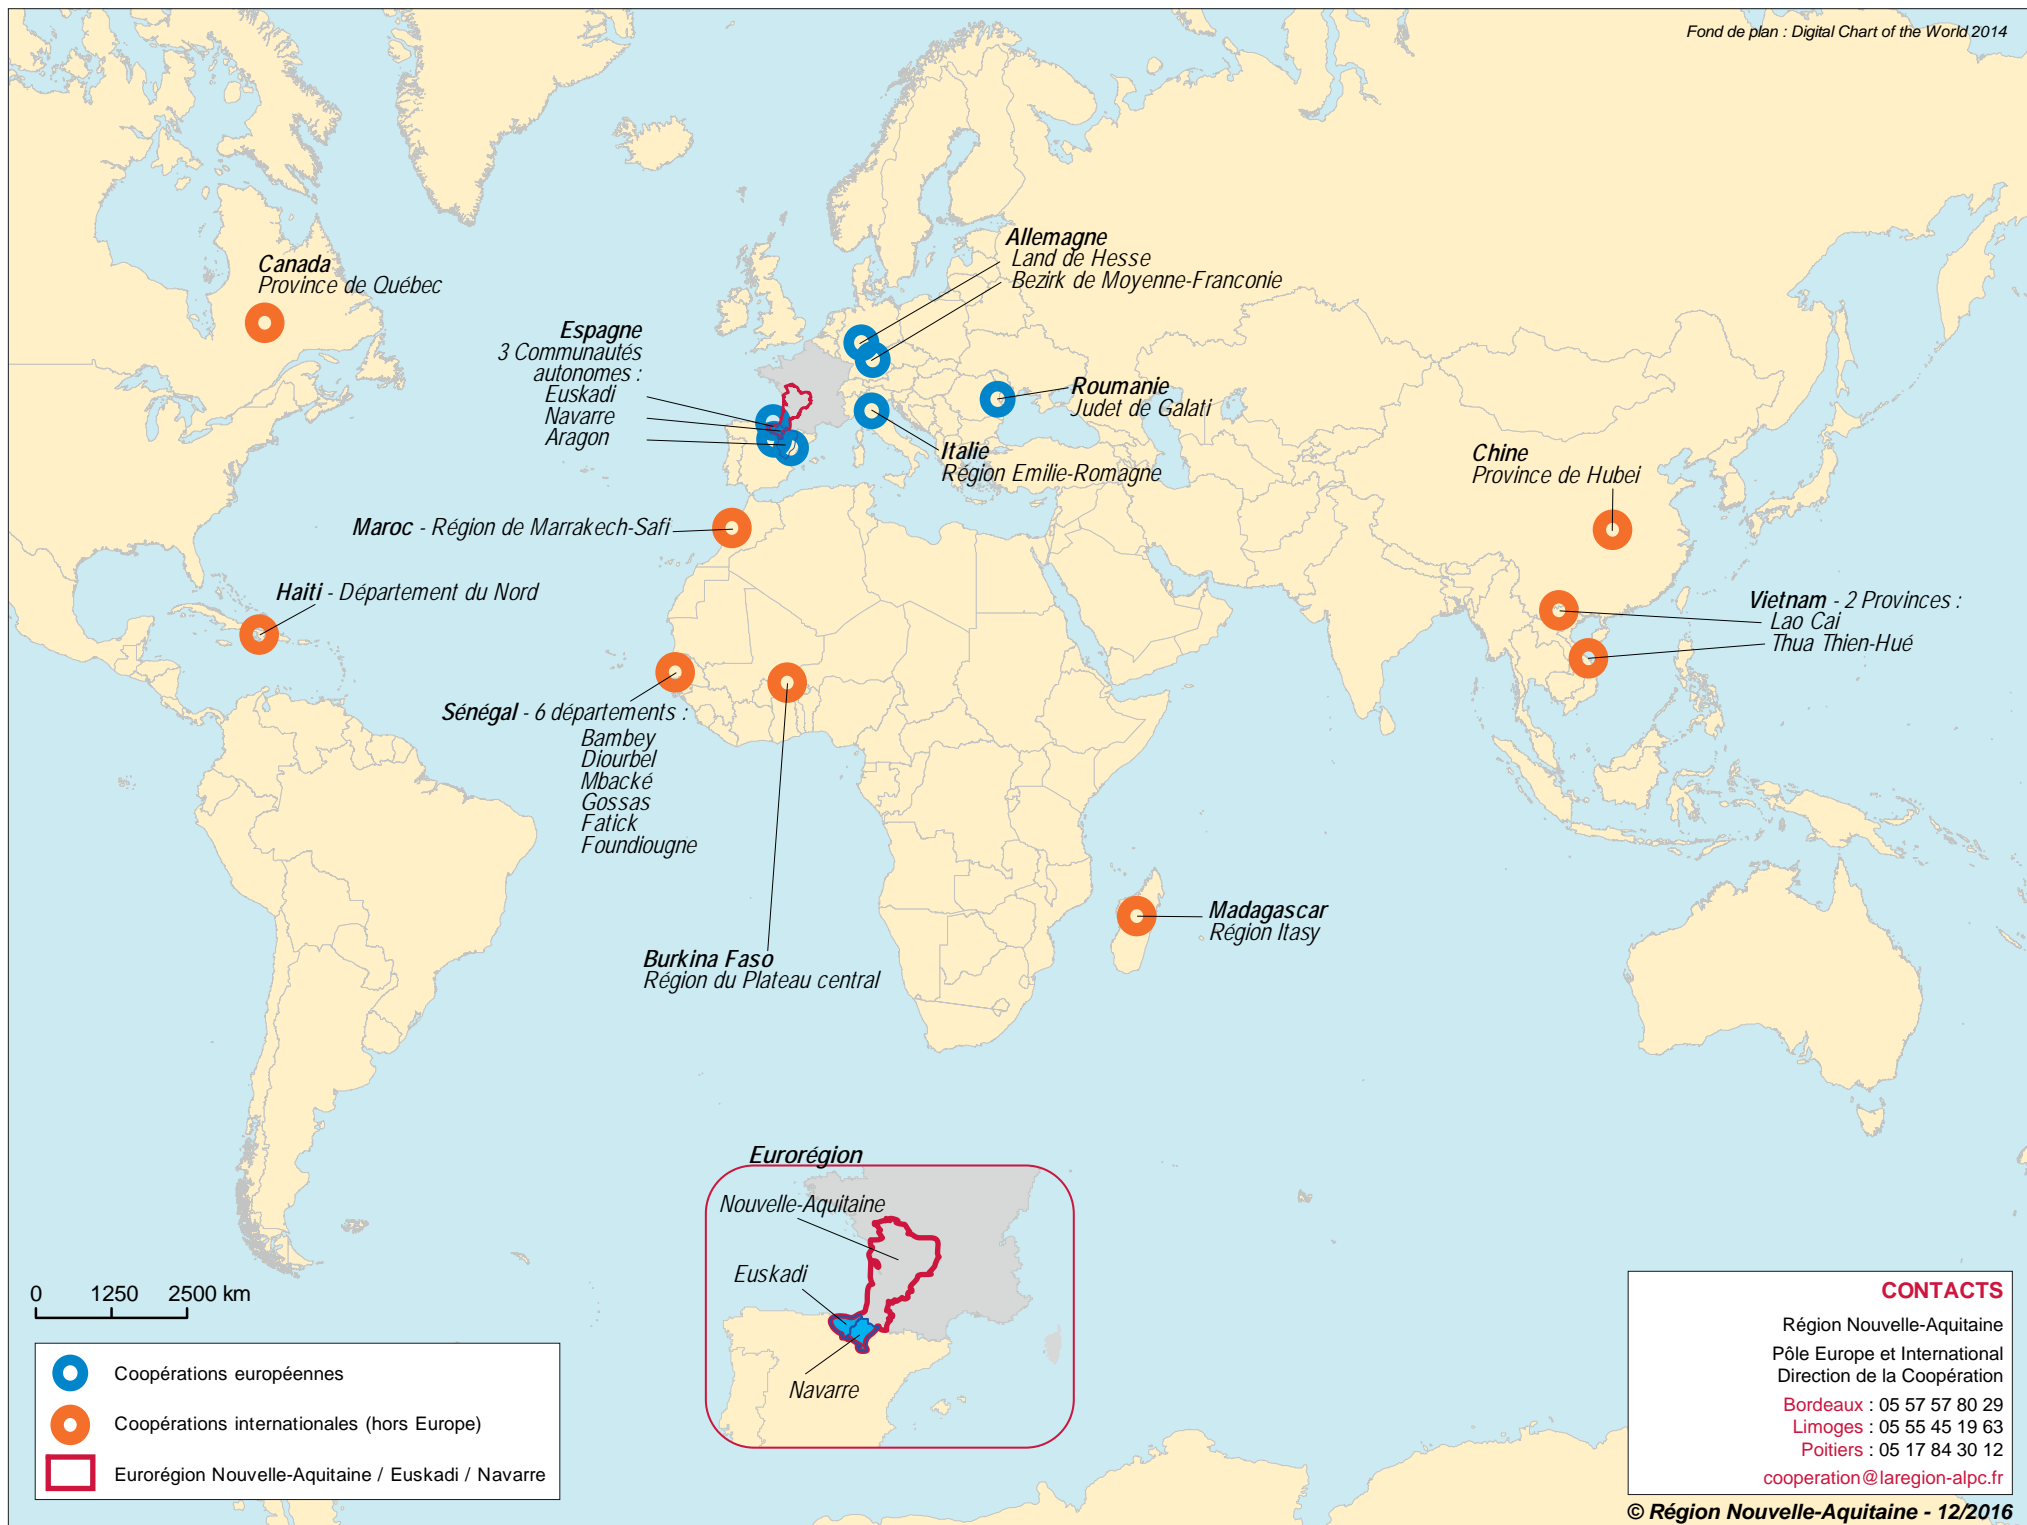 Fond de plan : Digital Chart of the World 2014
Allemagne
Land de Hesse
Bezirk de Moyenne-Franconie
Canada
Province de Québec
Espagne
3 Communautés
autonomes :
Euskadi
Navarre
Aragon
Roumanie
Judet de Galati
Italie
Région Emilie-Romagne
Chine
Province de Hubei
Maroc - Région de Marrakech-Safi
Haiti - Département du Nord
Vietnam - 2 Provinces :
Lao Cai
Thua Thien-Hué
Sénégal - 6 départements :
Bambey
Diourbel
Mbacké
Gossas
Fatick
Foundiougne
Madagascar
Région Itasy
Burkina Faso
Région du Plateau central
Eurorégion
Nouvelle-Aquitaine
Euskadi
Navarre
0 1250 2500 km
Coopérations européennes
Coopérations internationales (hors Europe)
Eurorégion Nouvelle-Aquitaine / Euskadi / Navarre
CONTACTS
Région Nouvelle-Aquitaine
Pôle Europe et International
Direction de la Coopération
Bordeaux : 05 57 57 80 29
Limoges : 05 55 45 19 63
Poitiers : 05 17 84 30 12
cooperation@laregion-alpc.fr
© Région Nouvelle-Aquitaine - 12/2016